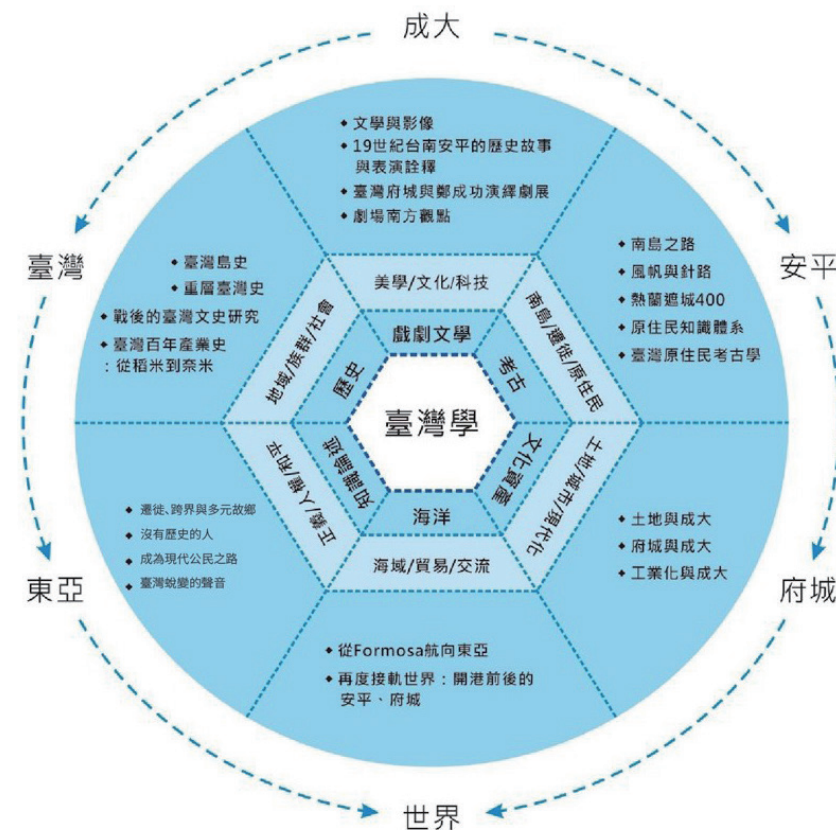 成大
◆ 文學與影像
◆ 19世紀台南安平的歷史故事
與表演詮釋
◆ 臺灣府城與鄭成功演繹劇展
◆ 劇場南方觀點
美學/文化/科技
戲劇文學
安平
◆ 南島之路
◆ 風帆與針路
◆ 熱蘭遮城400
◆ 原住民知識體系
◆ 臺灣原住民考古學
南島/遷徙/原住民
考古
府城
◆ 土地與成大
◆ 府城與成大
◆ 工業化與成大
土地/城市/現代化
文化資產
世界
海洋
海域/貿易/交流
◆ 從Formosa航向東亞
◆ 再度接軌世界：開港前後的
安平、府城
東亞
◆ 遷徙、跨界與多元故鄉
◆ 沒有歷史的人
◆ 成為現代公民之路
◆ 臺灣蛻變的聲音
正義/人權/和平
知識論述
臺灣
◆ 臺灣島史
◆ 重層臺灣史
◆ 戰後的臺灣文史研究
◆ 臺灣百年產業史
：從稻米到奈米
地域/族群/社會
歷史
臺灣學